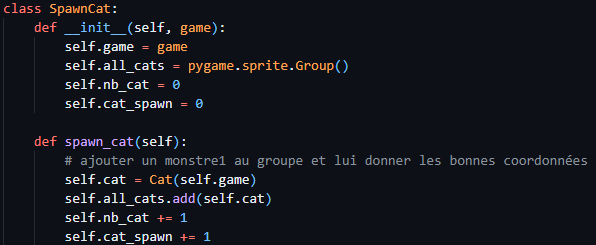 class SpawnCat:
    def __init__(self, game):
        self.game = game
        self.all_cats = pygame.sprite.Group()
        self.nb_cat = 0
        self.cat_spawn = 0

    def spawn_cat(self):
        # ajouter un monstre1 au groupe et lui donner les bonnes coordonnées
        self.cat = Cat(self.game)
        self.all_cats.add(self.cat)
        self.nb_cat += 1
        self.cat_spawn += 1